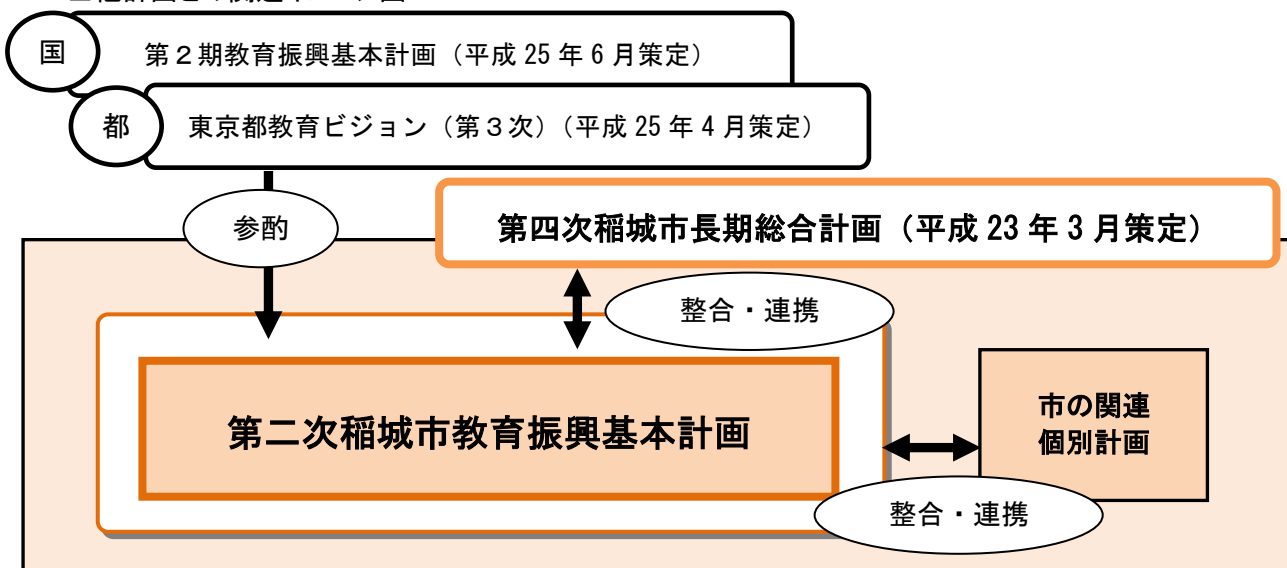 国
第２期教育振興基本計画（平成 25 年 6 月策定）
都
東京都教育ビジョン（第３次）（平成 25 年 4 月策定）
参酌
第四次稲城市長期総合計画（平成 23 年 3 月策定）
整合・連携
第二次稲城市教育振興基本計画
市の関連
個別計画
整合・連携